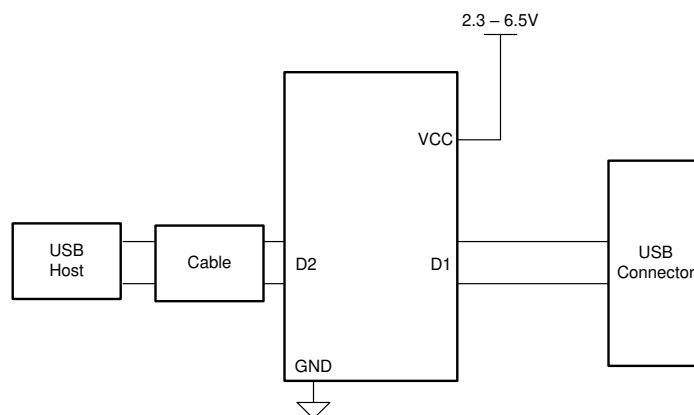 2.3 – 6.5V
VCC
USB
Host
Cable
D2
D1
USB
Connector
GND